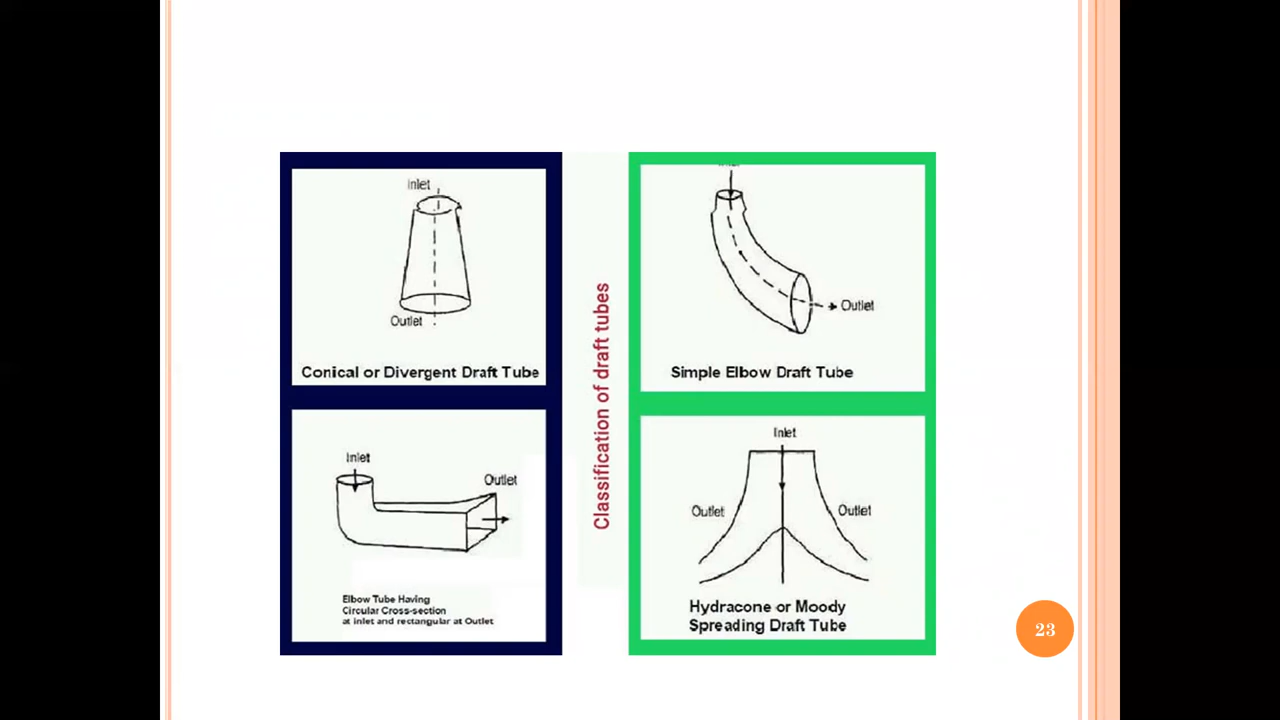 Inlet
Outlet
Conical or Divergent Draft Tube
Outlet
Simple Elbow Draft Tube
Classification of draft tubes
Inlet
Outlet
Elbow Tube Having
Circular Cross-section
at inlet and rectangular at Outlet
Inlet
Outlet
Outlet
Hydracone or Moody
Spreading Draft Tube
23